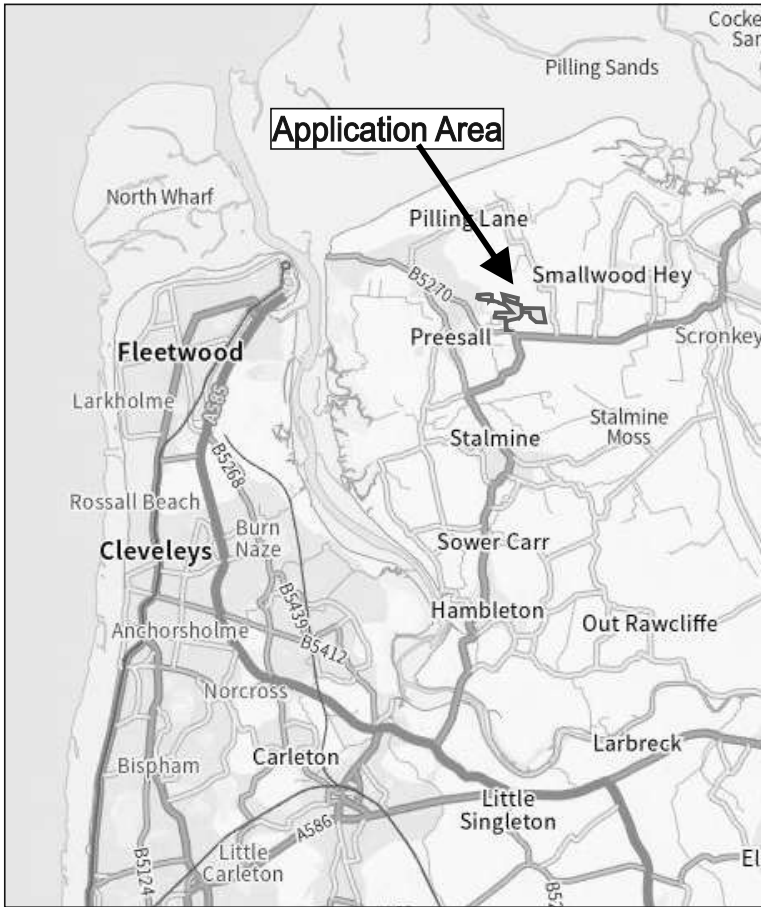 Cocke
Sar
Pilling Sands
Application Area
North Wharf
Pilling Lane
B5270
Smallwood Hey
Preesall
Scronkey
Fleetwood
A585
Larkholme
Stalmine
Stalmine
Moss
B5268
Rossall Beach
Burn
Naze
Sower Carr
Cleveleys
B5439
Hambleton
Out Rawcliffe
Anchorsholme
B5412
Norcross
Larbreck
Carleton
Bispham
Little
Singleton
A586
Little
Carleton
B5124
El
B52